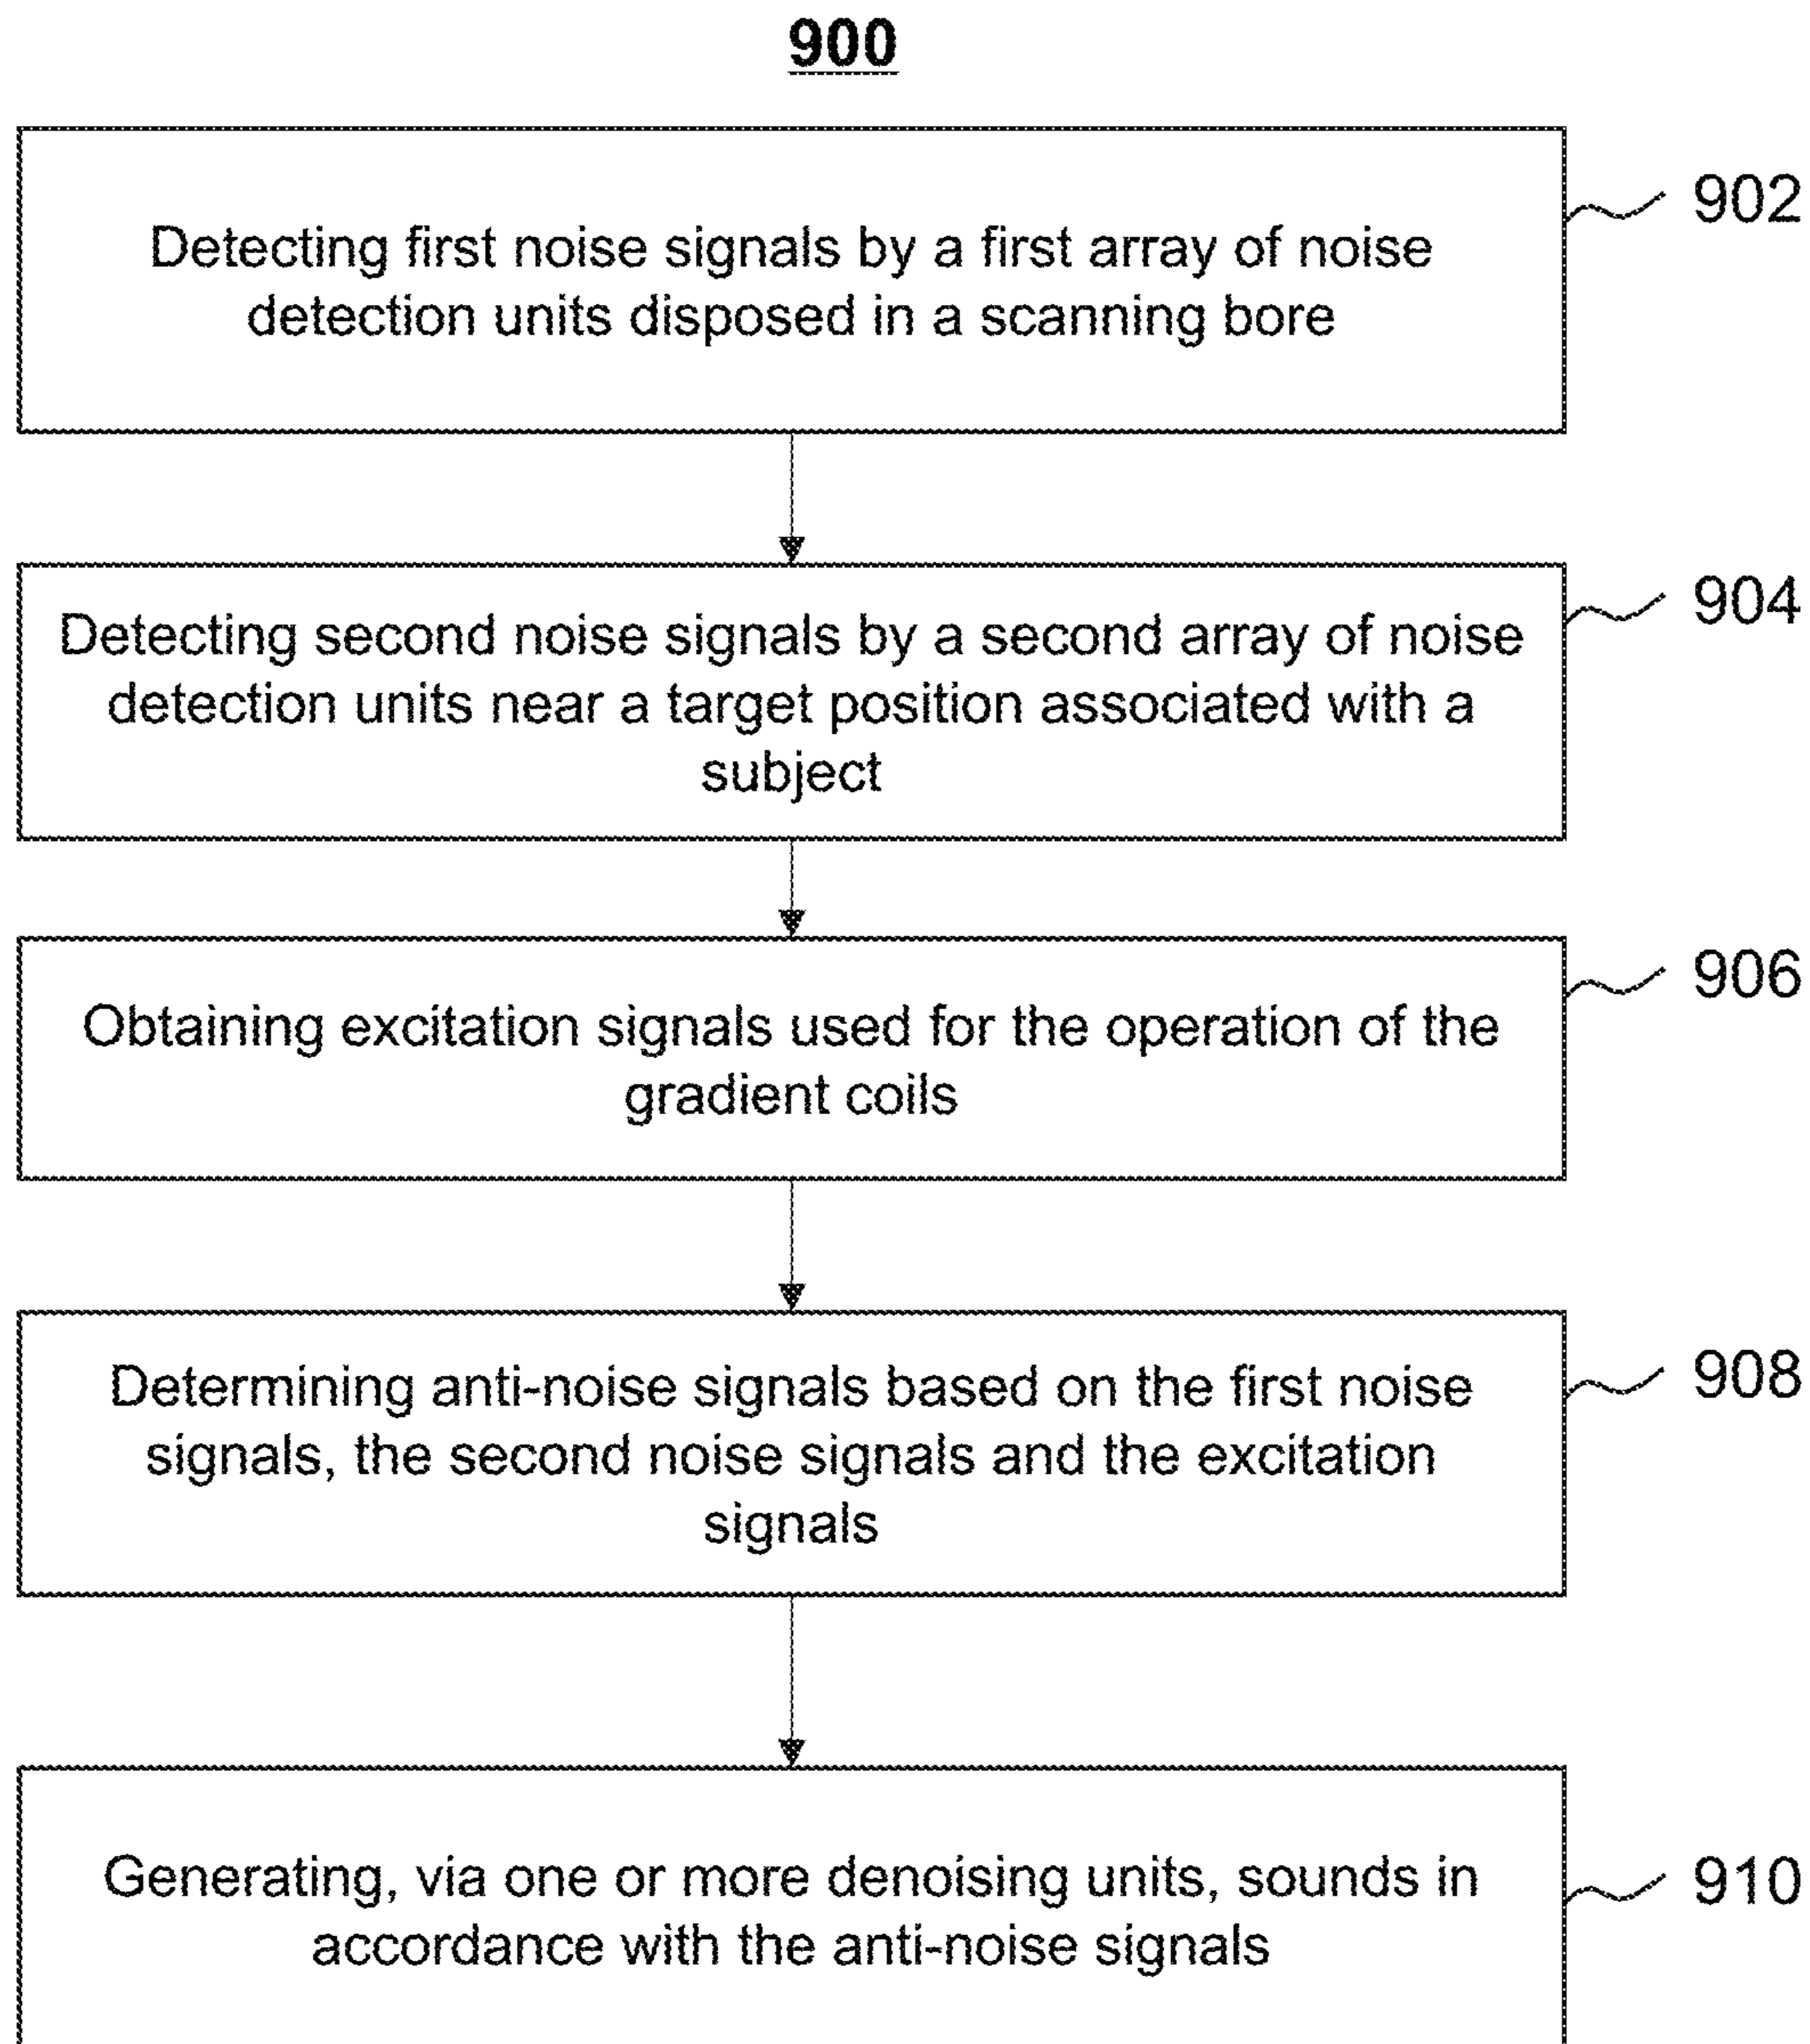 900
Detecting first noise signals by a first array of noise
detection units disposed in a scanning bore
902
Detecting second noise signals by a second array of noise
detection units near a target position associated with a
subject
904
Obtaining excitation signals used for the operation of the
gradient coils
906
Determining anti-noise signals based on the first noise
signals, the second noise signals and the excitation
signals
908
Generating, via one or more denoising units, sounds in
accordance with the anti-noise signals
910